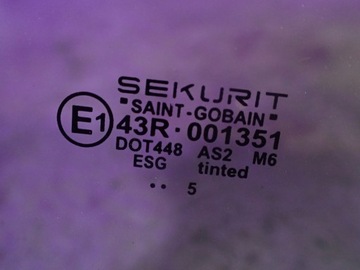 SEKURIT
"SAINT-GOBAIN"
E1 43R · 001351
DOT448 AS2 M6
ESG tinted
•• 5